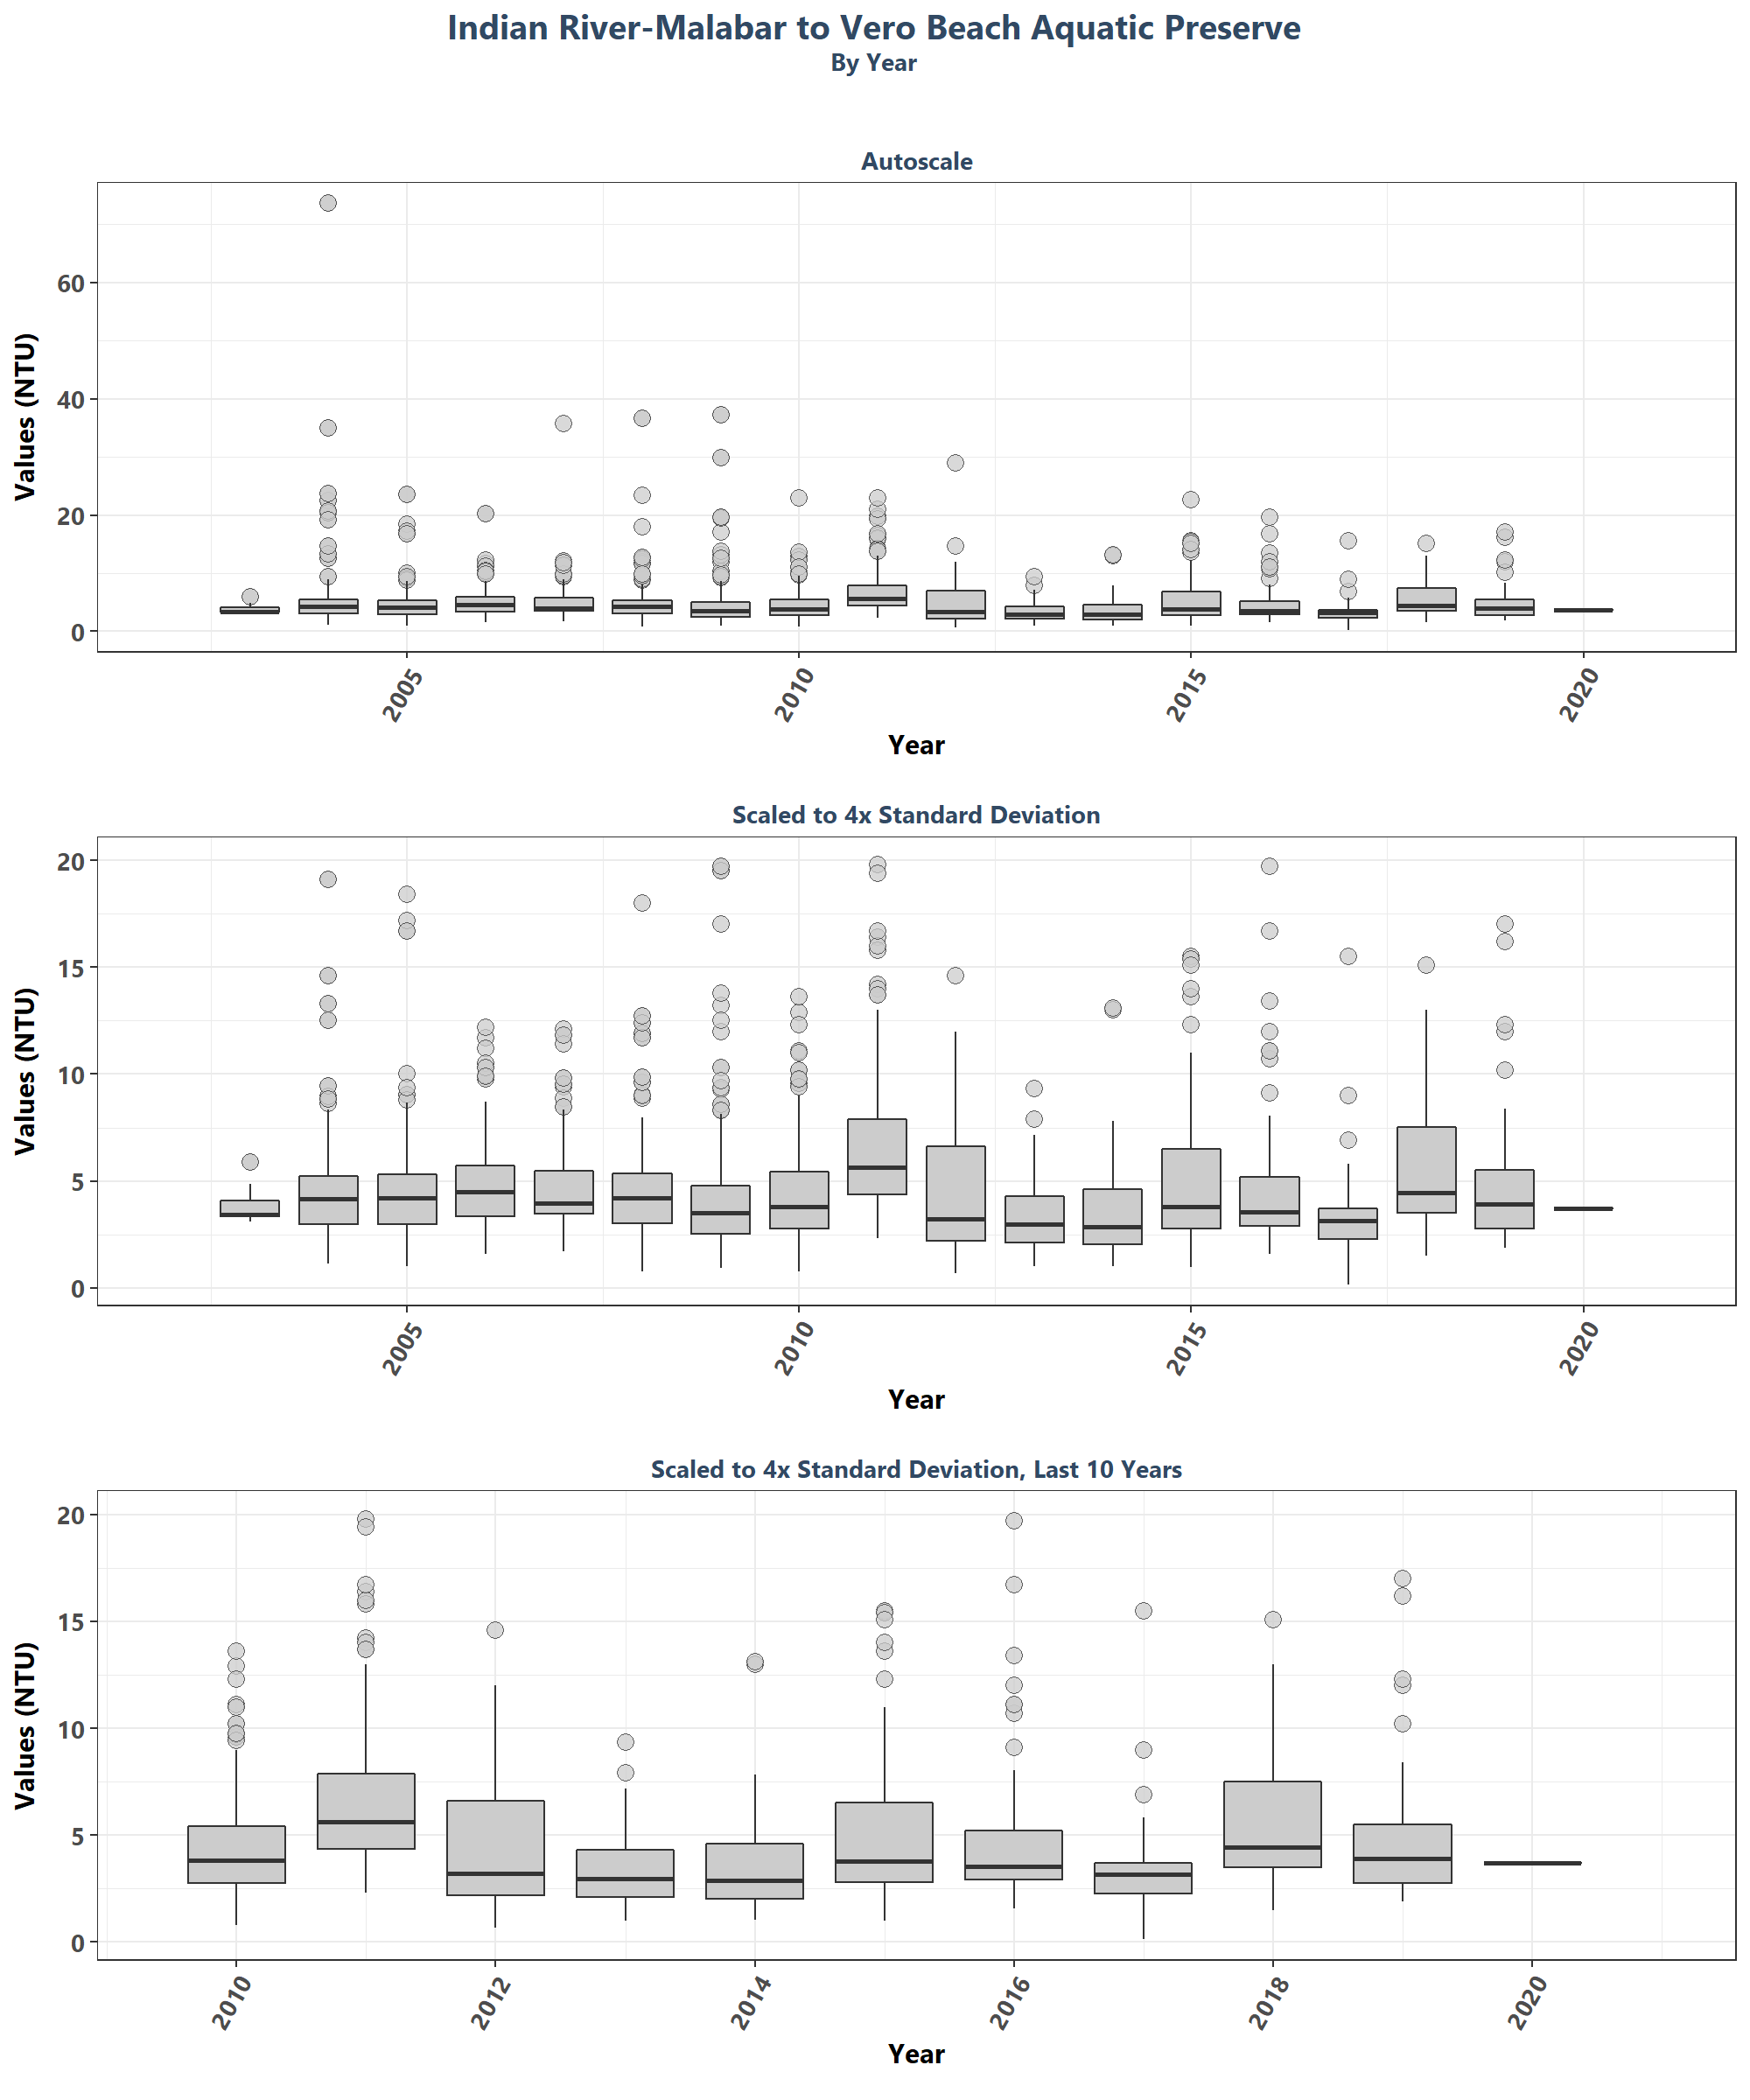 Indian River-Malabar to Vero Beach Aquatic Preserve
By Year
Autoscale
Values (NTU)
60
40
20
0
2005
2010
2015
2020
Year
Scaled to 4x Standard Deviation
Values (NTU)
20
15
10
5
0
2005
2010
2015
2020
Year
Scaled to 4x Standard Deviation, Last 10 Years
Values (NTU)
20
15
10
5
0
2010
2012
2014
2016
2018
2020
Year